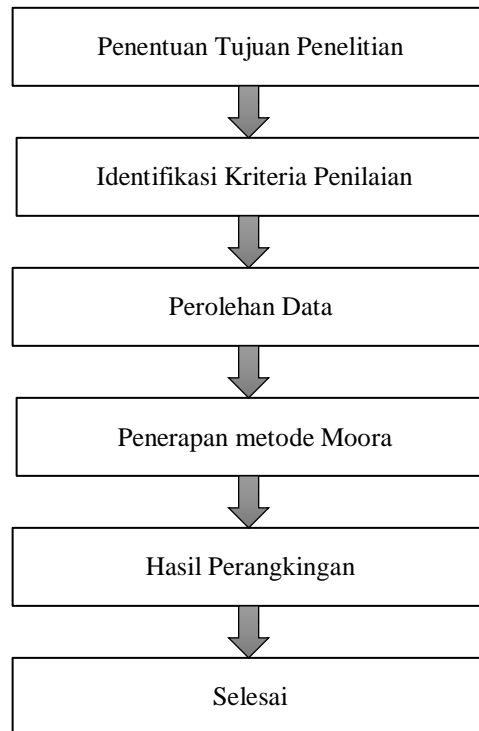 Penentuan Tujuan Penelitian
Identifikasi Kriteria Penilaian
Perolehan Data
Penerapan metode Moora
Hasil Perangkingan
Selesai